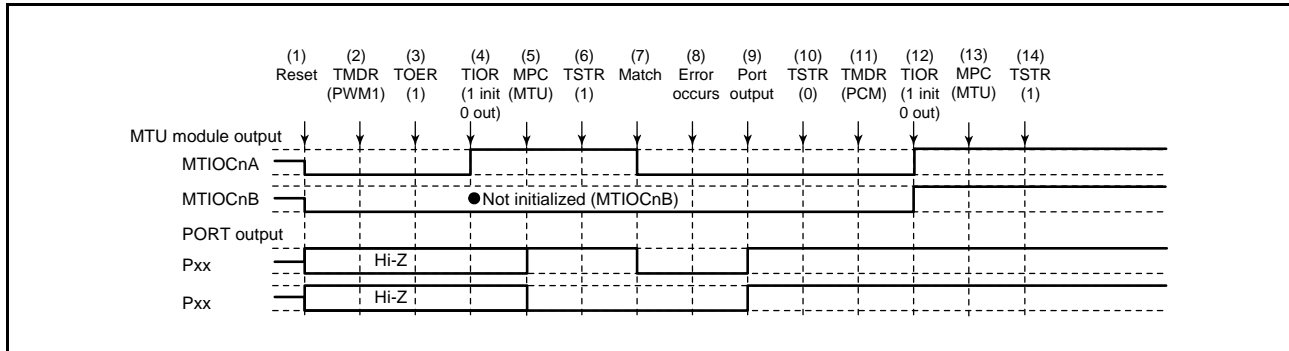 (1) (2) (3) (4) (5) (6) (7) (8) (9) (10) (11) (12) (13) (14)
Reset TMDR TOER TIOR MPC TSTR Match Error Port TSTR TMDR TIOR MPC TSTR
(PWM1) (1) (1 init (MTU) (1) occurs output (0) (PCM) (1 init (MTU) (1)
0 out) 0 out)
MTU module output
MTIOCnA
MTIOCnB ●Not initialized (MTIOCnB)
PORT output
Pxx Hi-Z
Pxx Hi-Z